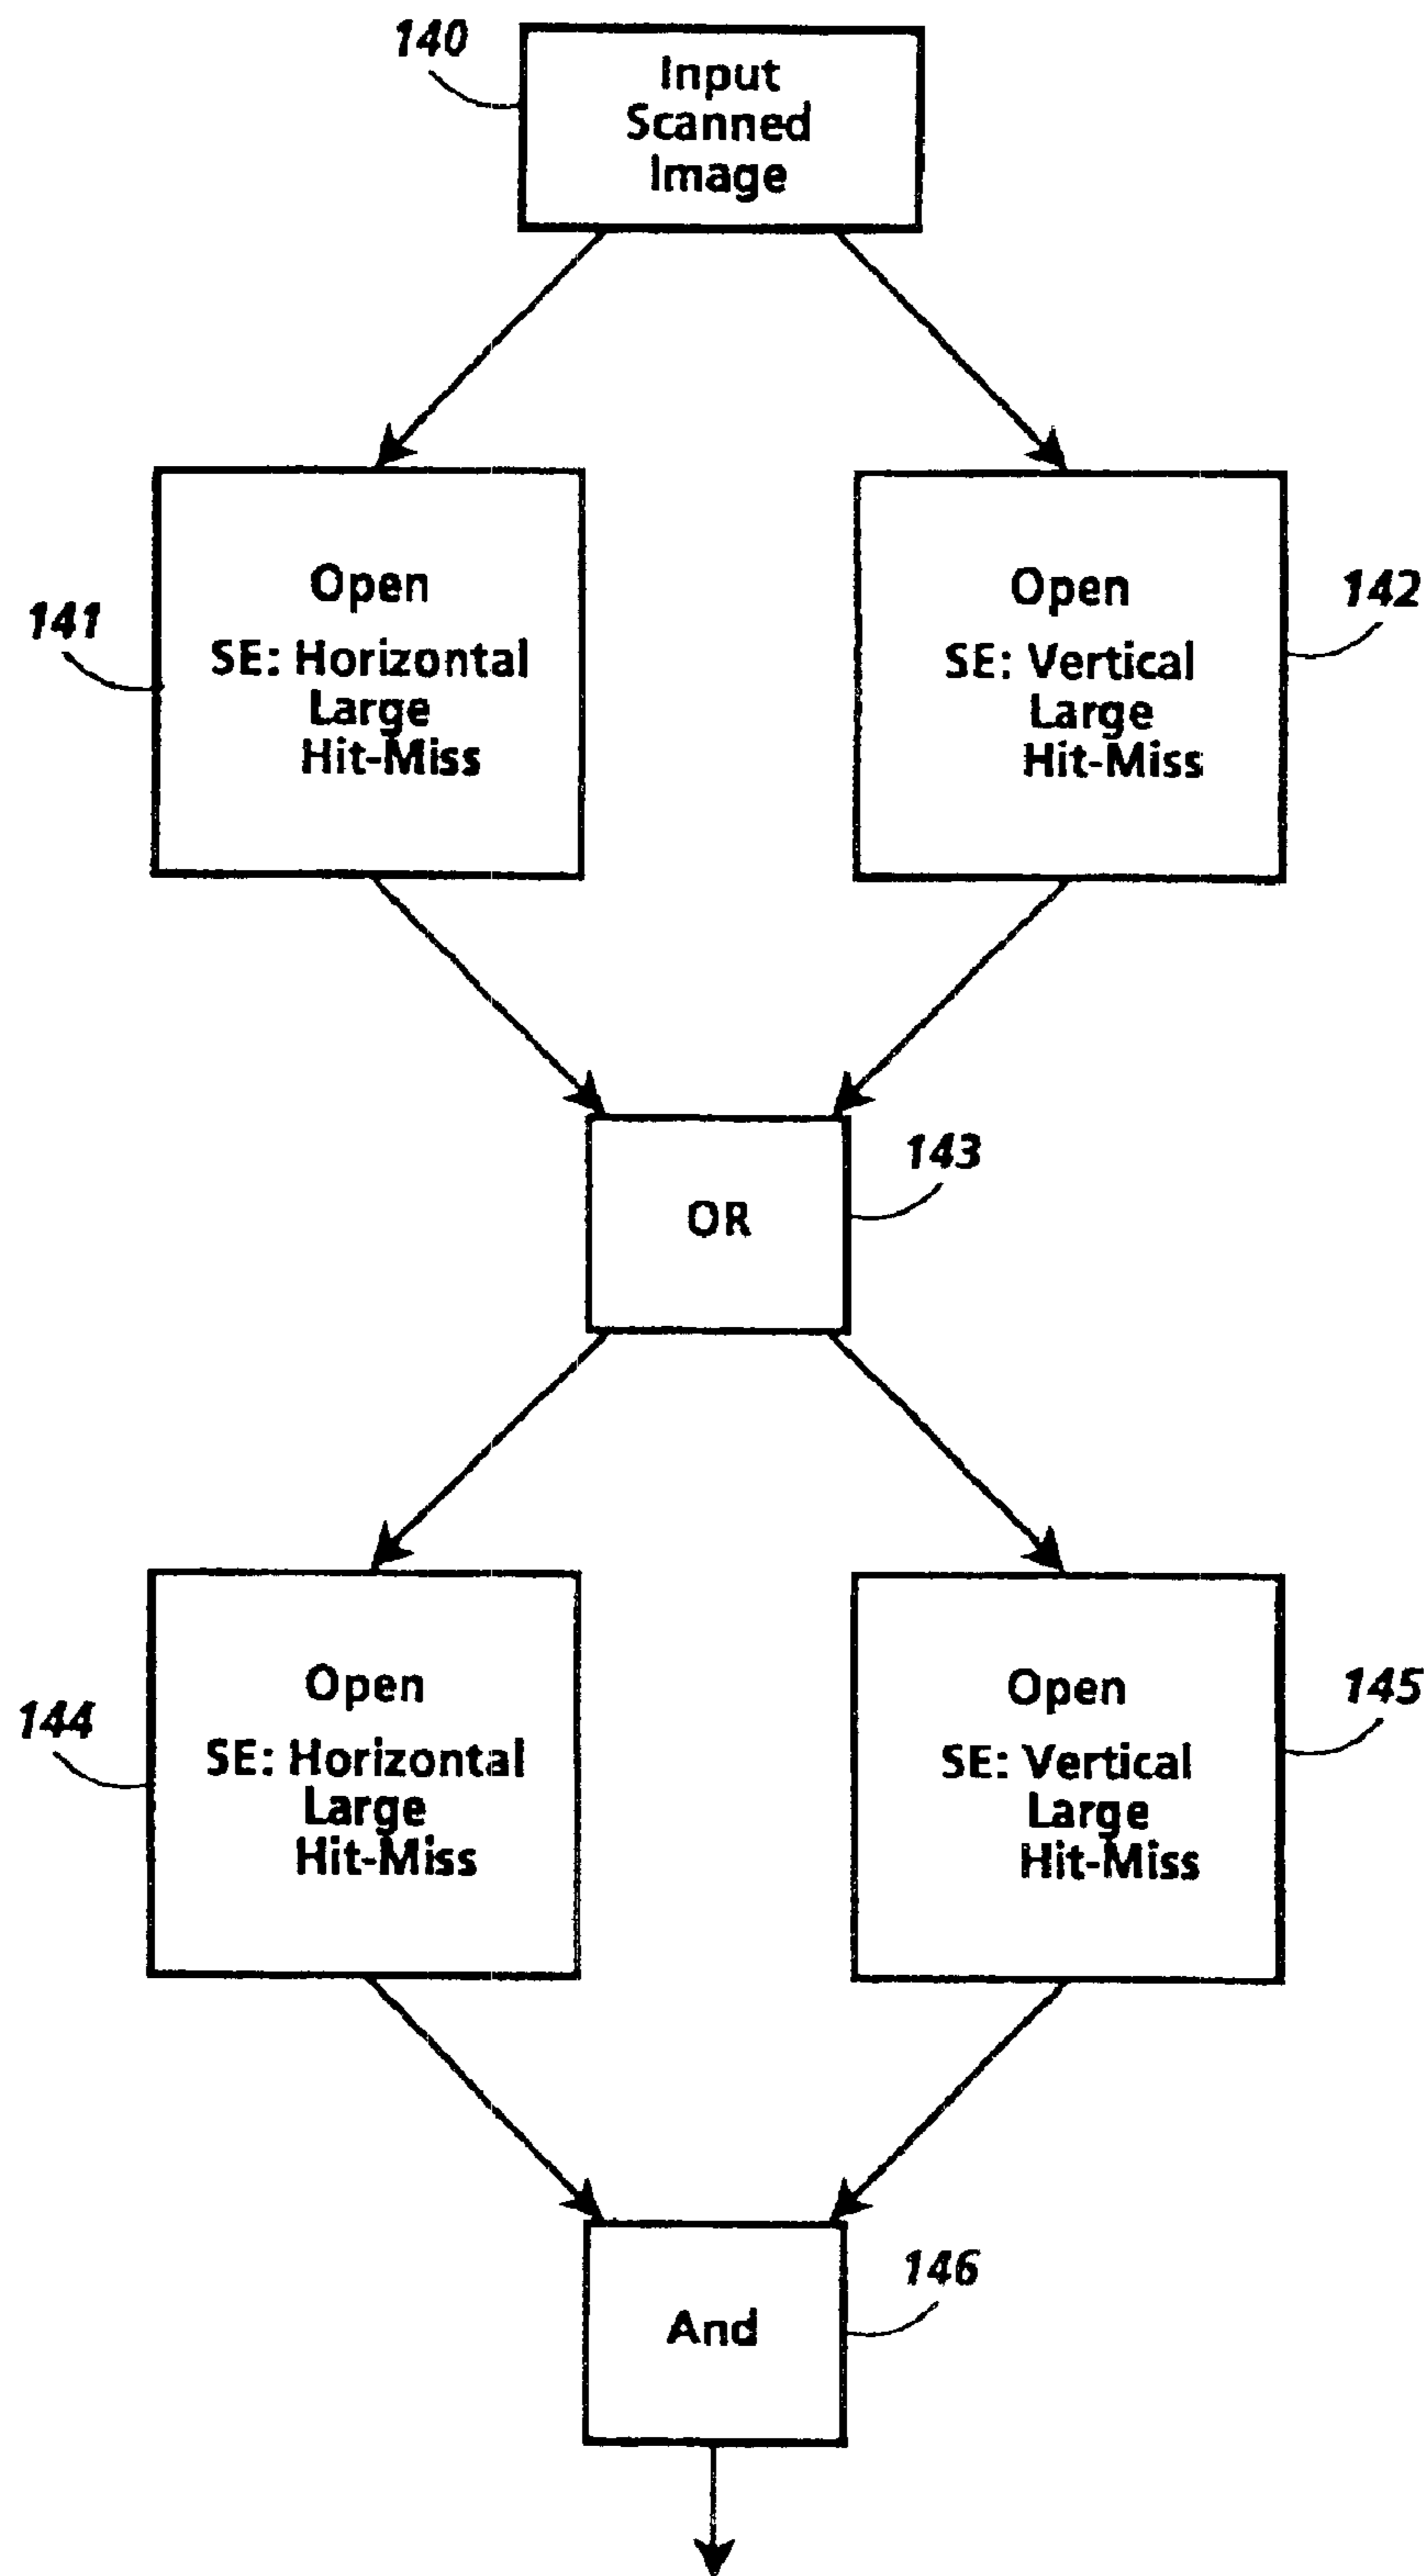 140
Input
Scanned
Image
141
Open
SE: Horizontal
Large
Hit-Miss
142
Open
SE: Vertical
Large
Hit-Miss
143
OR
144
Open
SE: Horizontal
Large
Hit-Miss
145
Open
SE: Vertical
Large
Hit-Miss
146
And